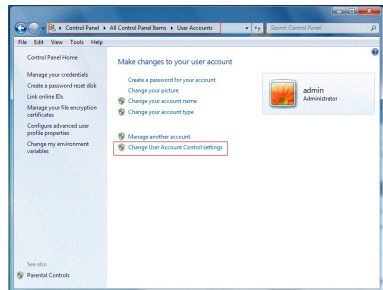 Control Panel ▸ All Control Panel Items ▸ User Accounts
Search Control Panel
File Edit View Tools Help
Control Panel Home
Manage your credentials
Create a password reset disk
Link online IDs
Manage your file encryption
certificates
Configure advanced user
profile properties
Change my environment
variables
See also
Parental Controls
Make changes to your user account
Create a password for your account
Change your picture
Change your account name
Change your account type
Manage another account
Change User Account Control settings
admin
Administrator